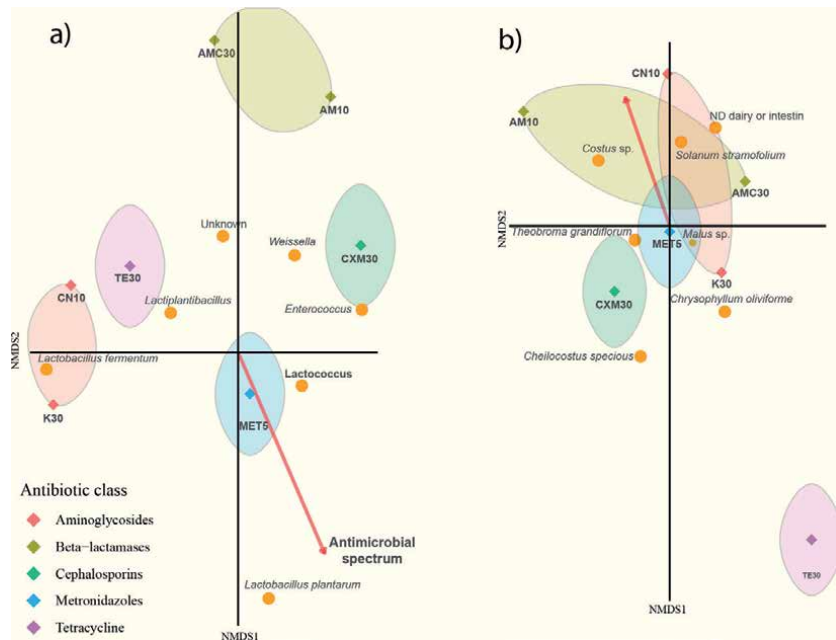 a)
AMC30
AM10
Unknown
Weissella
CXM30
TE30
CN10
Lactiplantibacillus
Enterococcus
NMDS2
Lactobacillus fermentum
Lactococcus
K30
MET5
Antibiotic class
Aminoglycosides
Beta-lactamases
Cephalosporins
Metronidazoles
Tetracycline
Antimicrobial
spectrum
Lactobacillus plantarum
NMDS1
b)
CN10
AM10
ND dairy or intestin
Costus sp.
Solanum stramofolium
AMC30
NMDS2
Theobroma grandiflorum
Malus sp.
MET5
K30
CXM30
Chrysophyllum oliviforme
Cheilocostus specious
TE30
NMDS1